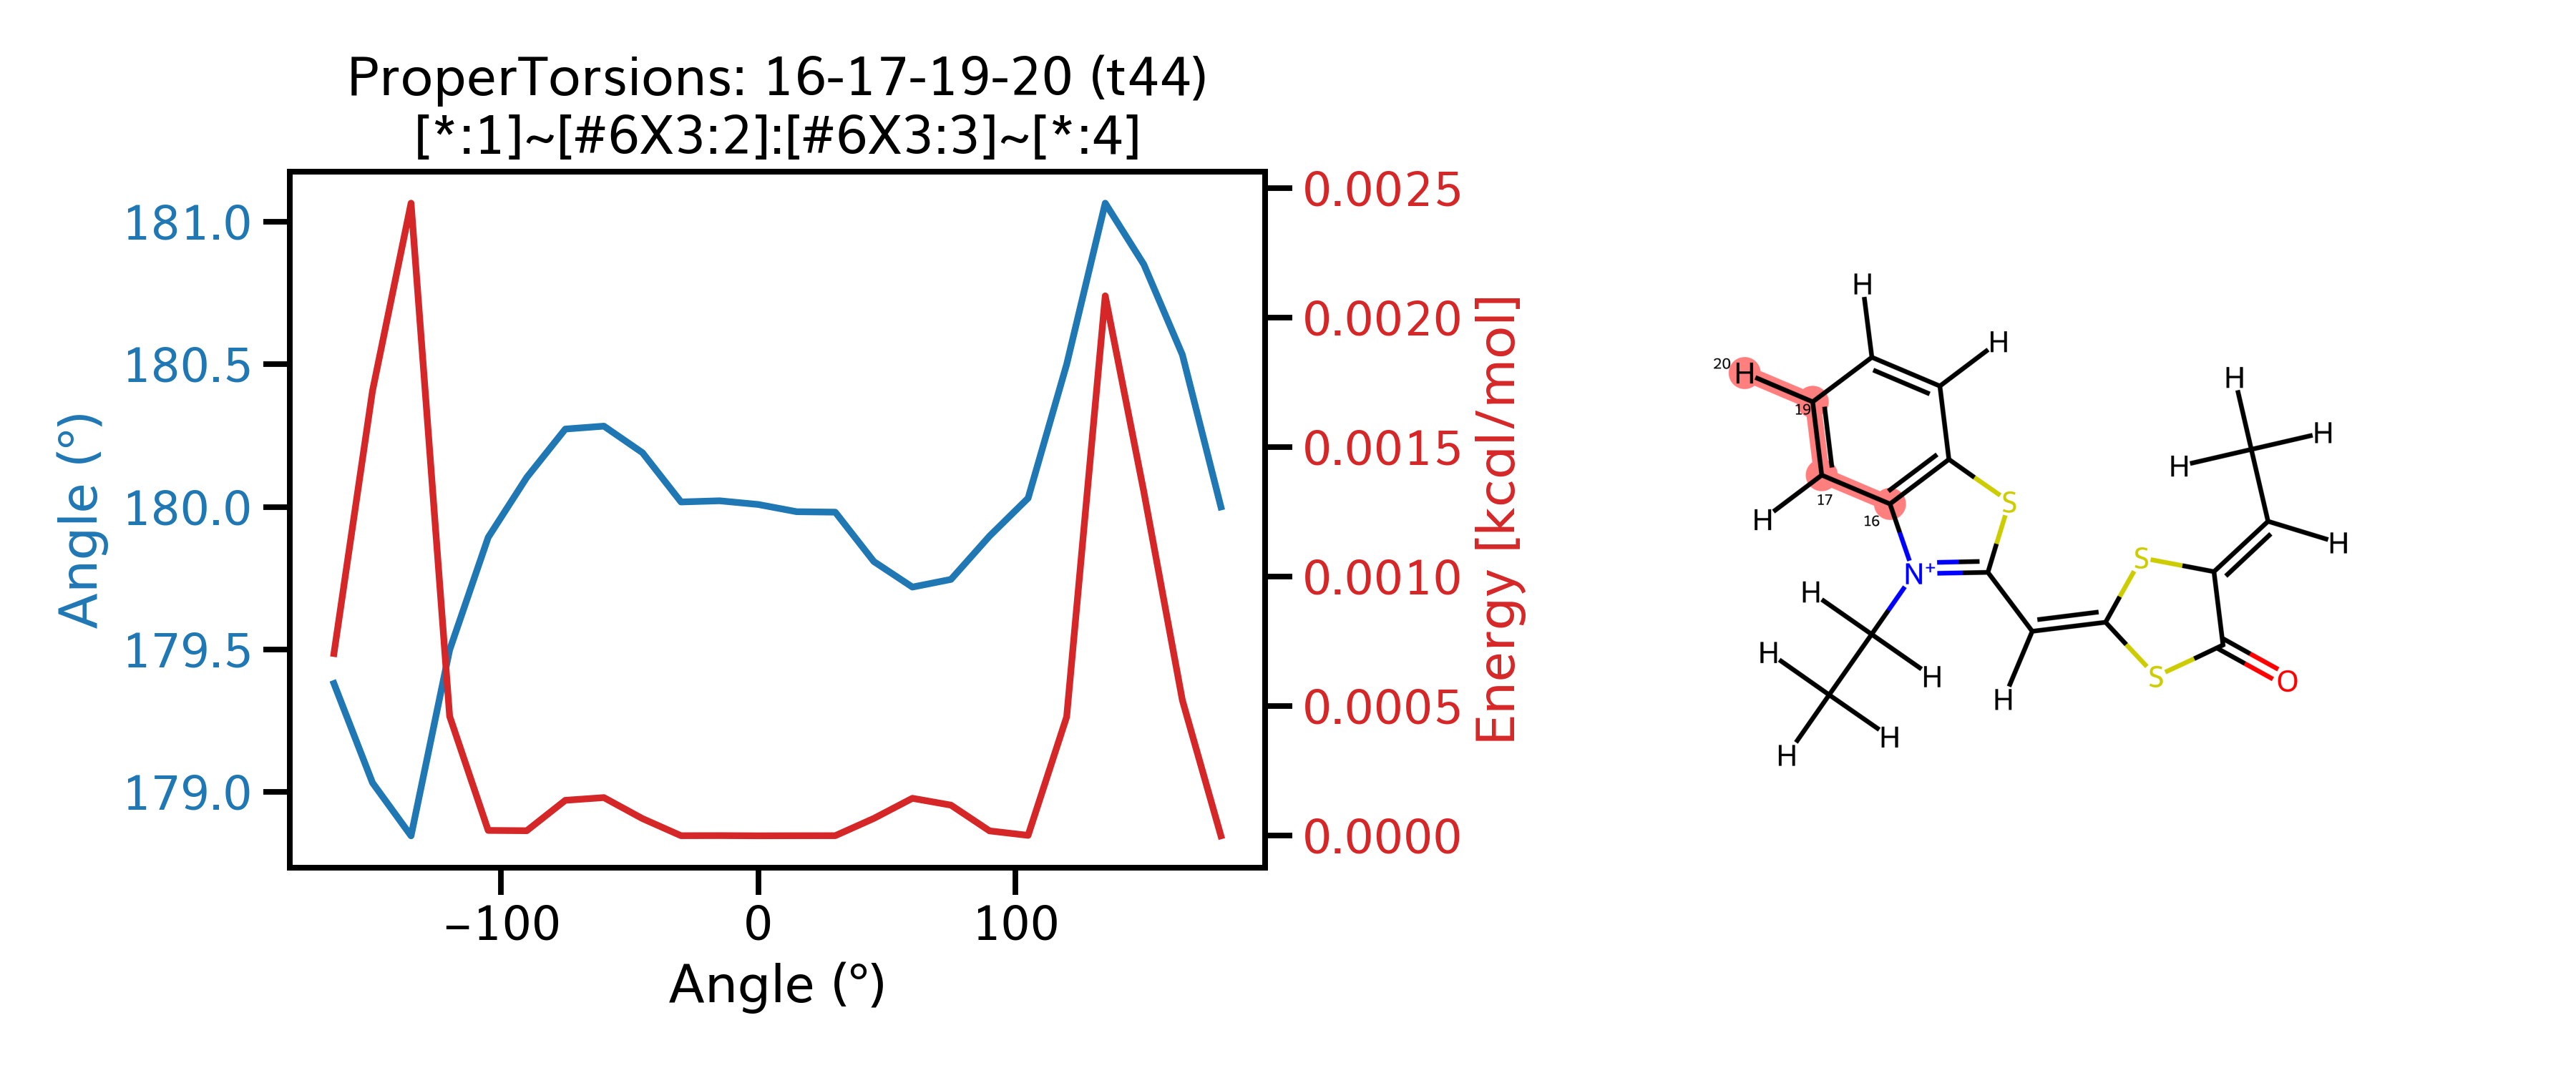 ProperTorsions: 16-17-19-20 (t44)
[*:1]~[#6X3:2]:[#6X3:3]~[*:4]
181.0
180.5
180.0
179.5
179.0
Angle (°)
0.0025
0.0020
0.0015
0.0010
0.0005
0.0000
Energy [kcal/mol]
−100
0
100
Angle (°)
H
H
20
H
19
H
H
17
16
S
H
H
H
H
S
N+
H
H
H
S
O
H
H
H
H